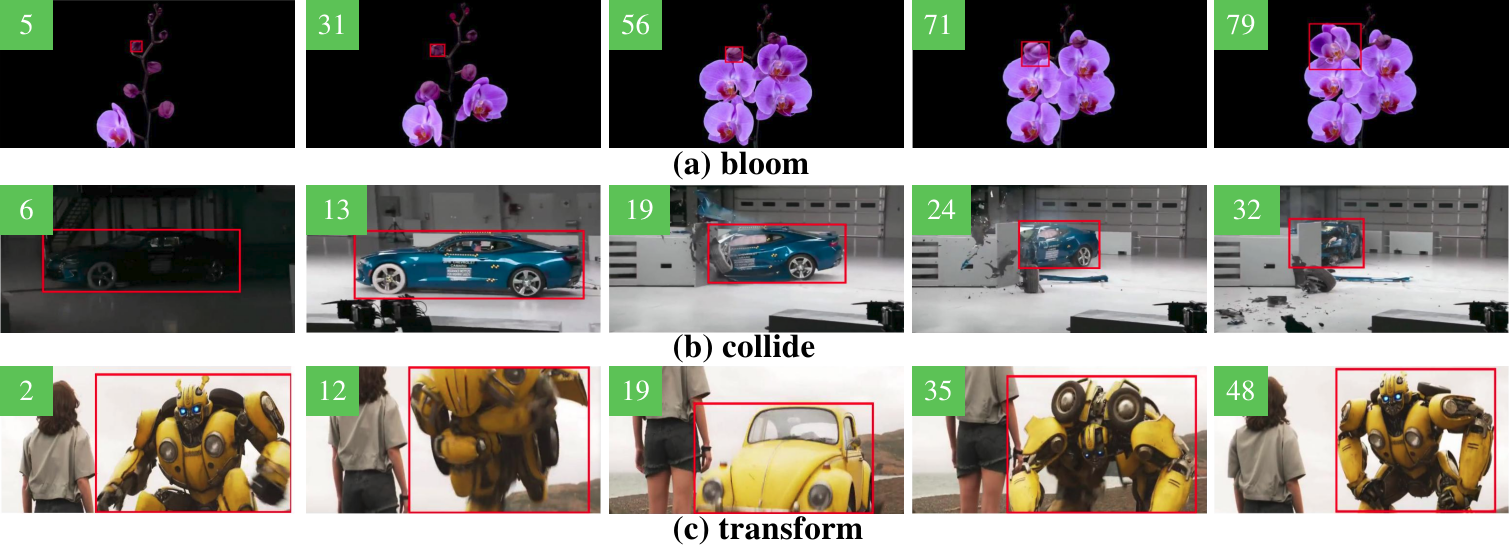 5 31 56 71 79
(a) bloom
6 13 19 24 32
(b) collide
2 12 19 35 48
(c) transform